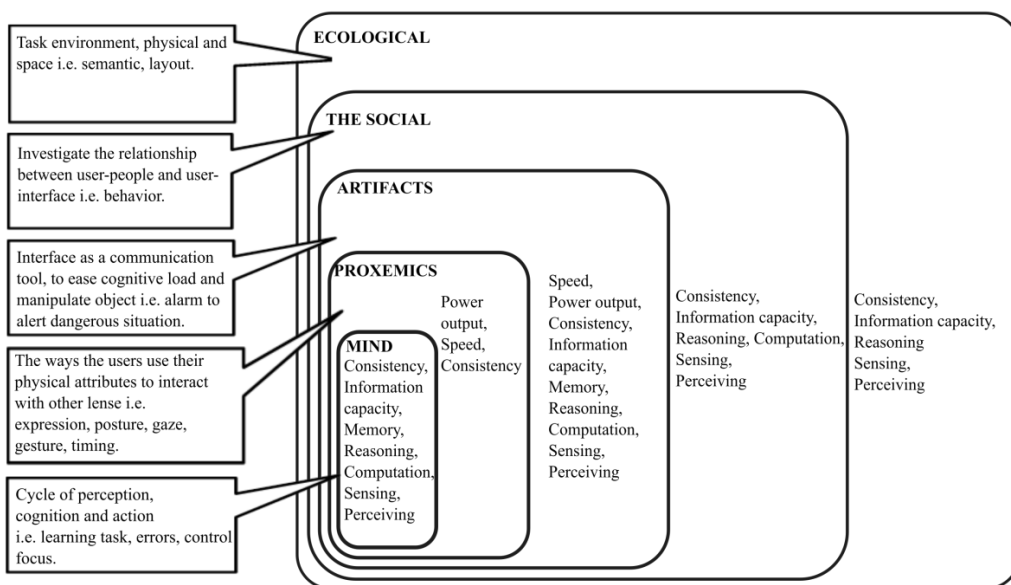 ECOLOGICAL
Task environment, physical and
space i.e. semantic, layout.
THE SOCIAL
Investigate the relationship
between user-people and user-
interface i.e. behavior.
ARTIFACTS
Interface as a communication
tool, to ease cognitive load and
manipulate object i.e. alarm to
alert dangerous situation.
PROXEMICS
The ways the users use their
physical attributes to interact
with other lense i.e.
expression, posture, gaze,
gesture, timing.
MIND
Cycle of perception,
cognition and action
i.e. learning task, errors, control
focus.
Consistency,
Information
capacity,
Memory,
Reasoning,
Computation,
Sensing,
Perceiving
Power
output,
Speed,
Consistency
Speed,
Power output,
Consistency,
Information
capacity,
Memory,
Reasoning,
Computation,
Sensing,
Perceiving
Consistency,
Information capacity,
Reasoning, Computation,
Sensing,
Perceiving
Consistency,
Information capacity,
Reasoning
Sensing,
Perceiving